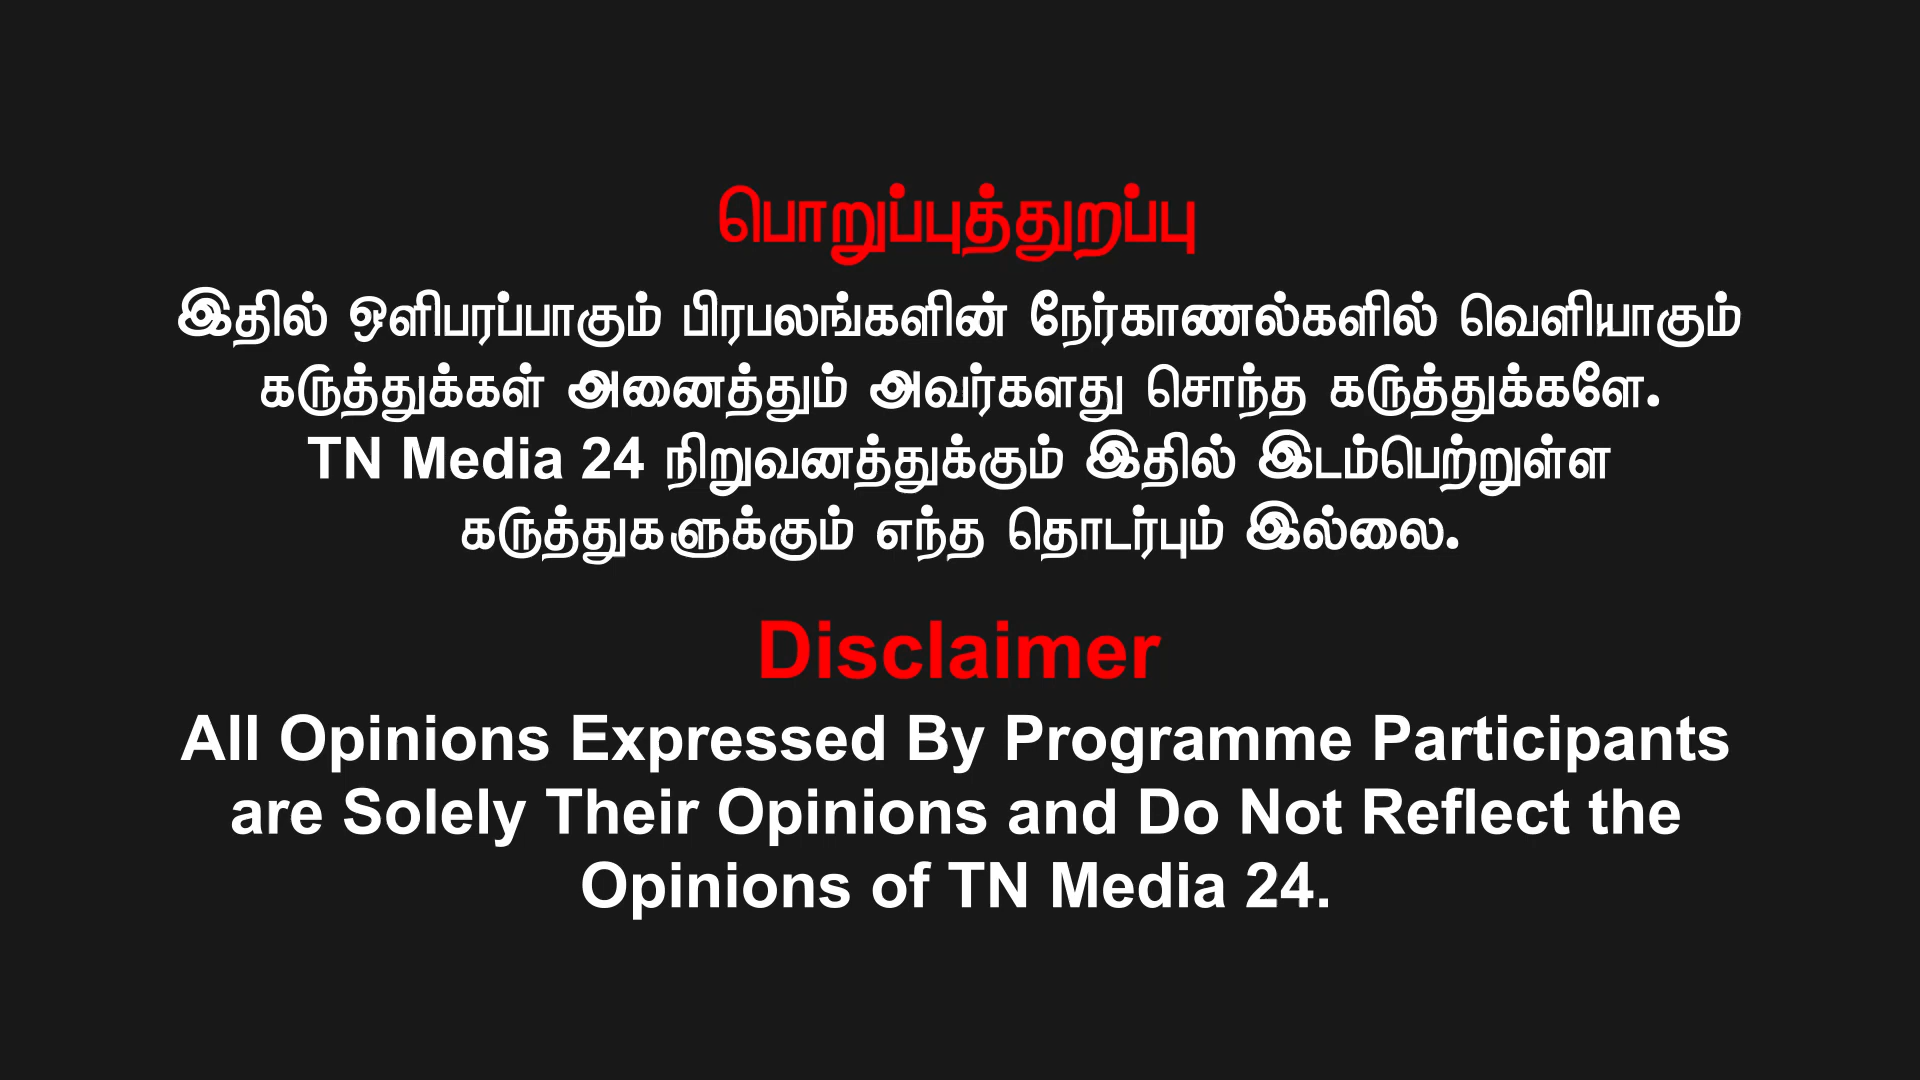 பொறுப்புத்துறப்பு
இதில் ஒளிபரப்பாகும் பிரபலங்களின் நேர்காணல்களில் வெளியாகும்
கருத்துக்கள் அனைத்தும் அவர்களது சொந்த கருத்துக்களே.
TN Media 24 நிறுவனத்துக்கும் இதில் இடம்பெற்றுள்ள
கருத்துகளுக்கும் எந்த தொடர்பும் இல்லை.
Disclaimer
All Opinions Expressed By Programme Participants
are Solely Their Opinions and Do Not Reflect the
Opinions of TN Media 24.